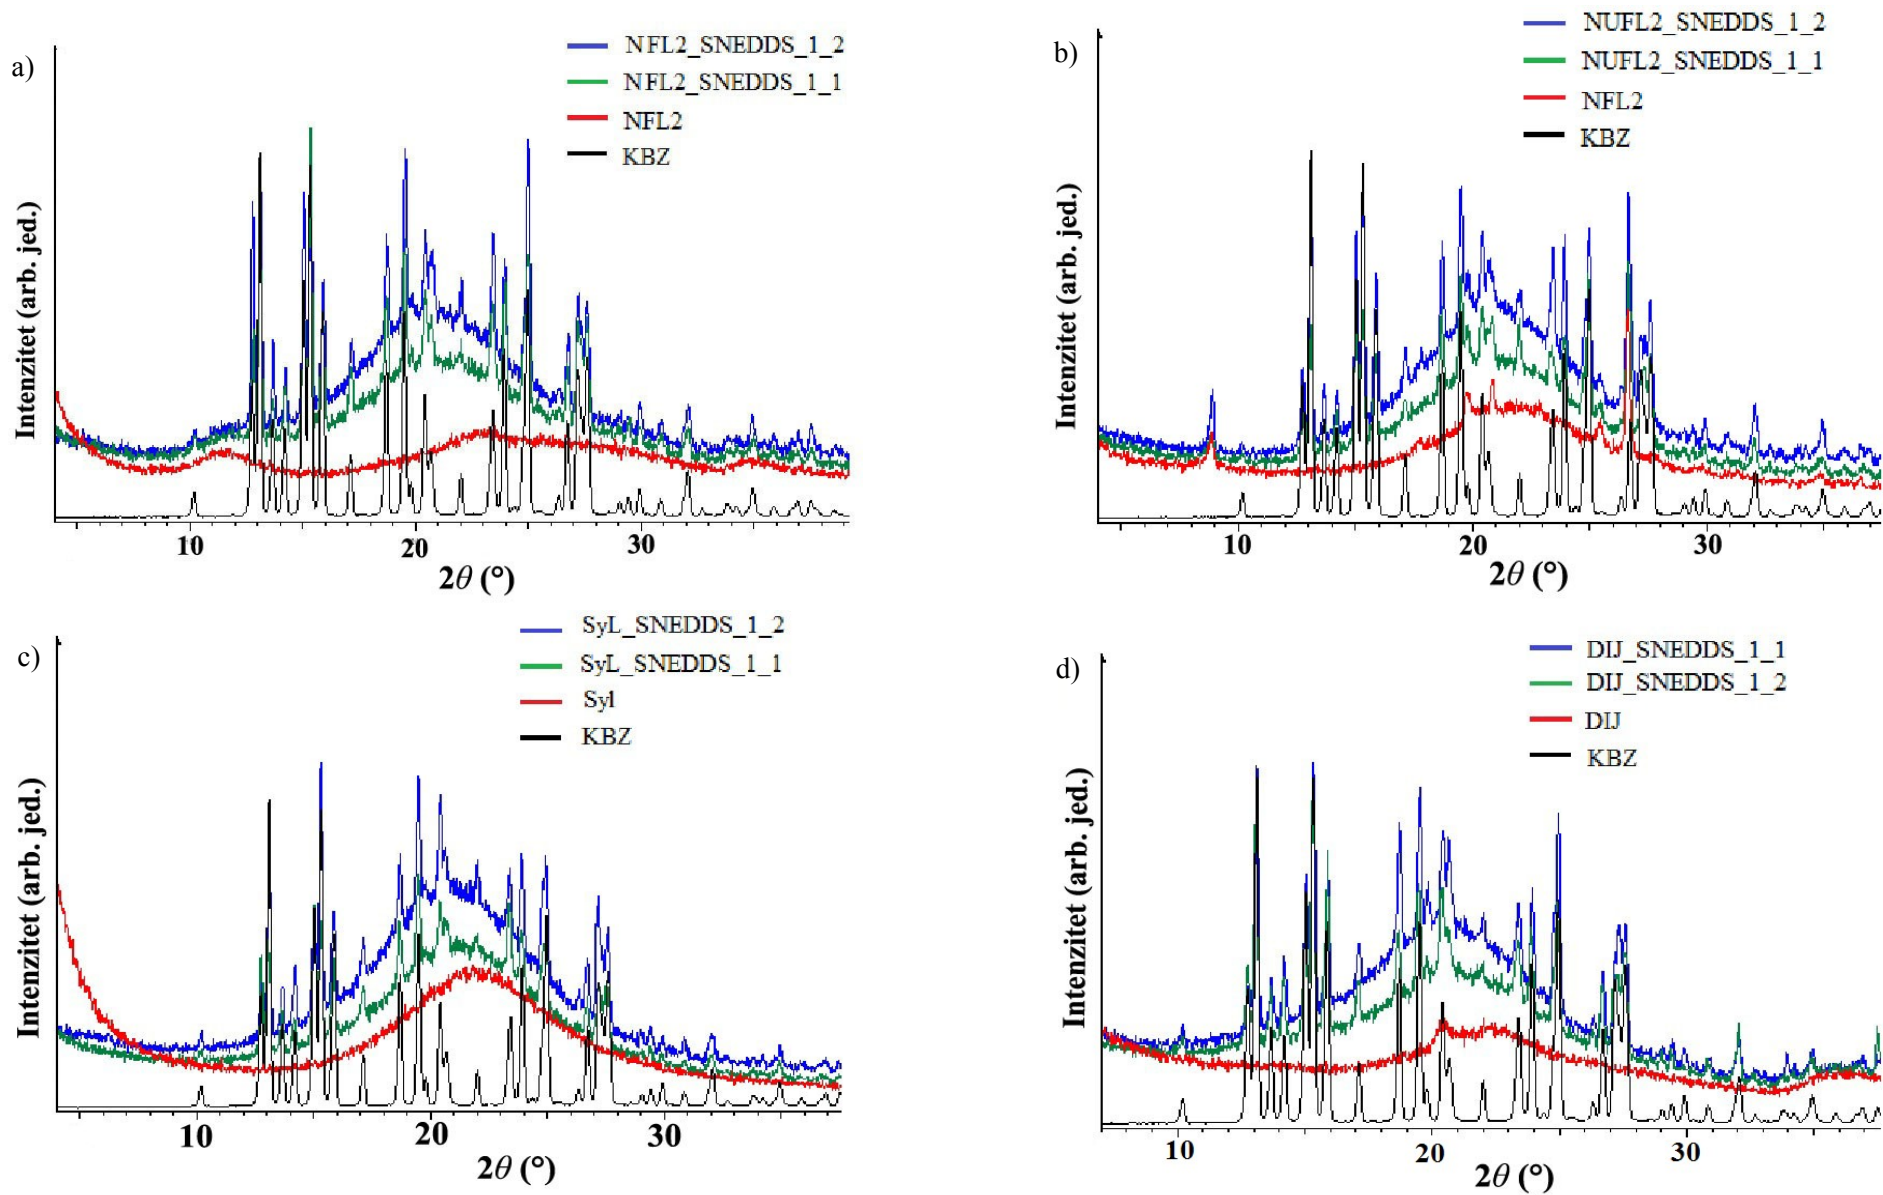 a)
NFL2_SNEDDS_1_2
NFL2_SNEDDS_1_1
NFL2
KBZ
Intenzitet (arb. jed.)
10 20 30
2θ (°)
b)
NUFL2_SNEDDS_1_2
NUFL2_SNEDDS_1_1
NFL2
KBZ
Intenzitet (arb. jed.)
10 20 30
2θ (°)
c)
SyL_SNEDDS_1_2
SyL_SNEDDS_1_1
Syl
KBZ
Intenzitet (arb. jed.)
10 20 30
2θ (°)
d)
DIJ_SNEDDS_1_1
DIJ_SNEDDS_1_2
DIJ
KBZ
Intenzitet (arb. jed.)
10 20 30
2θ (°)